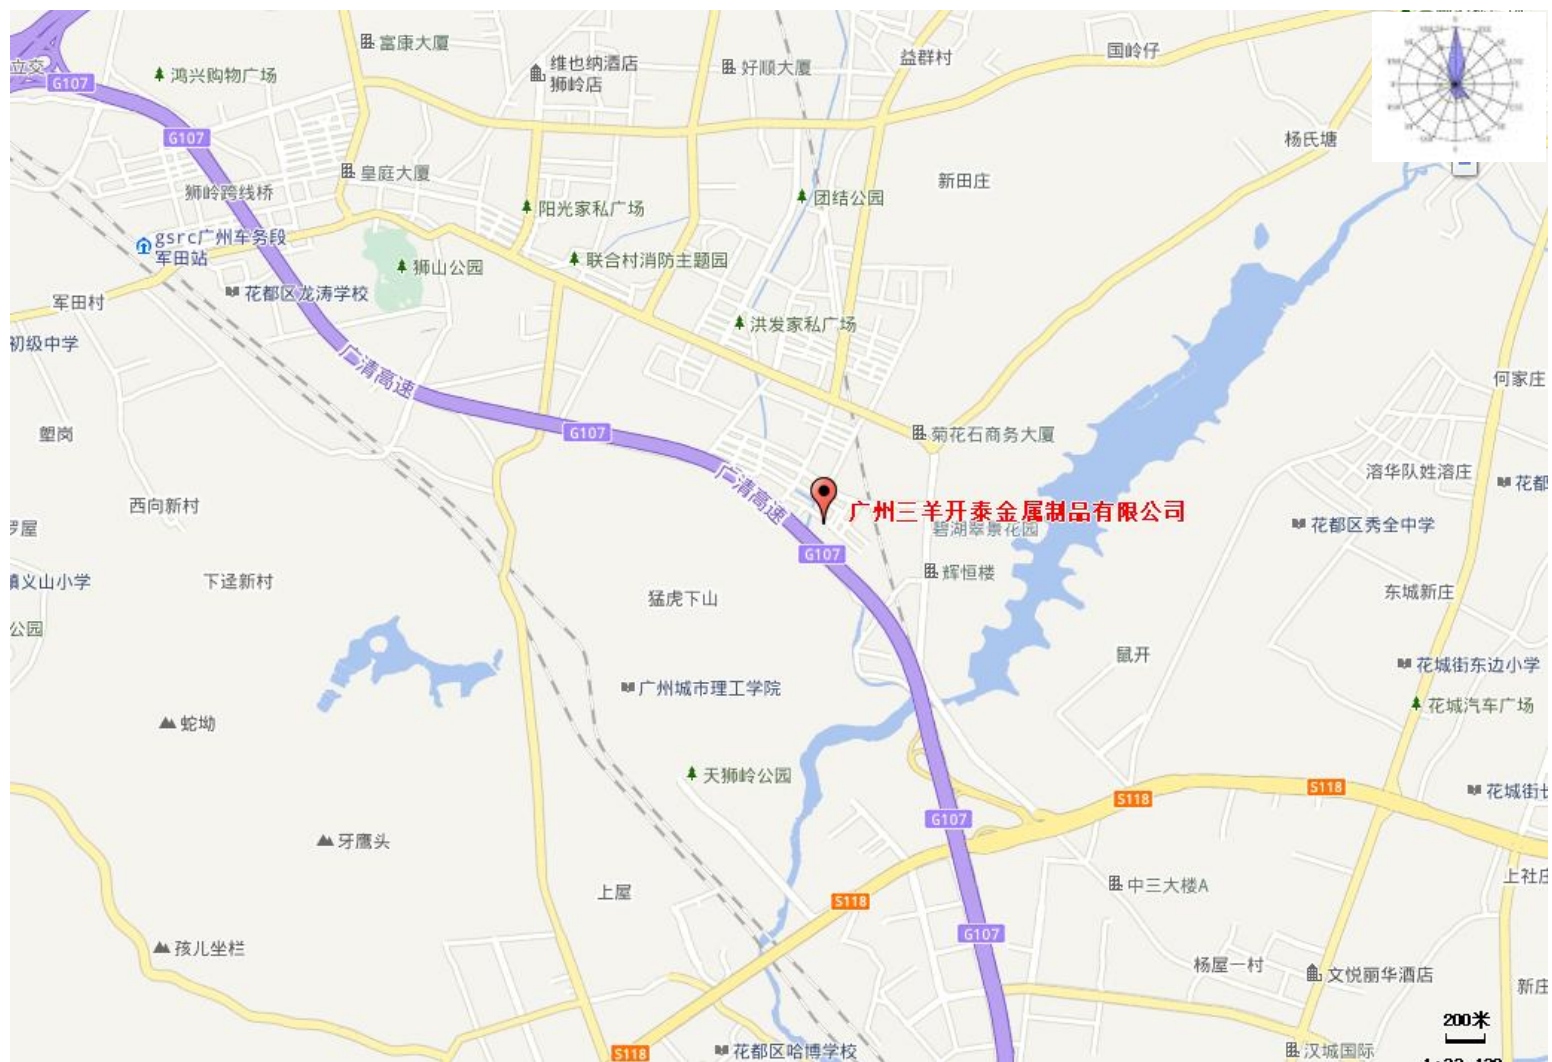 富康大厦
维也纳酒店
狮岭店
好顺大厦
益群村
国岭仔
立交
G107
鸿兴购物广场
G107
杨氏塘
皇庭大厦
狮岭跨线桥
新田庄
团结公园
阳光家私广场
gsrc广州车务段
军田站
联合村消防主题园
狮山公园
花都区龙涛学校
军田村
洪发家私广场
初级中学
广清高速
何家庄
塱岗
G107
菊花石商务大厦
溶华队姓溶庄
花都
广清高速
西向新村
广州三羊开泰金属制品有限公司
碧湖翠景花园
花都区秀全中学
罗屋
G107
辉恒楼
镇义山小学
下迳新村
猛虎下山
东城新庄
公园
鼠开
花城街东边小学
广州城市理工学院
花城汽车广场
蛇坳
天狮岭公园
S118
S118
花城街长
G107
牙鹰头
上屋
中三大楼A
上社庄
S118
G107
孩儿坐栏
杨屋一村
文悦丽华酒店
新庄
200米
S118
花都区哈博学校
汉城国际